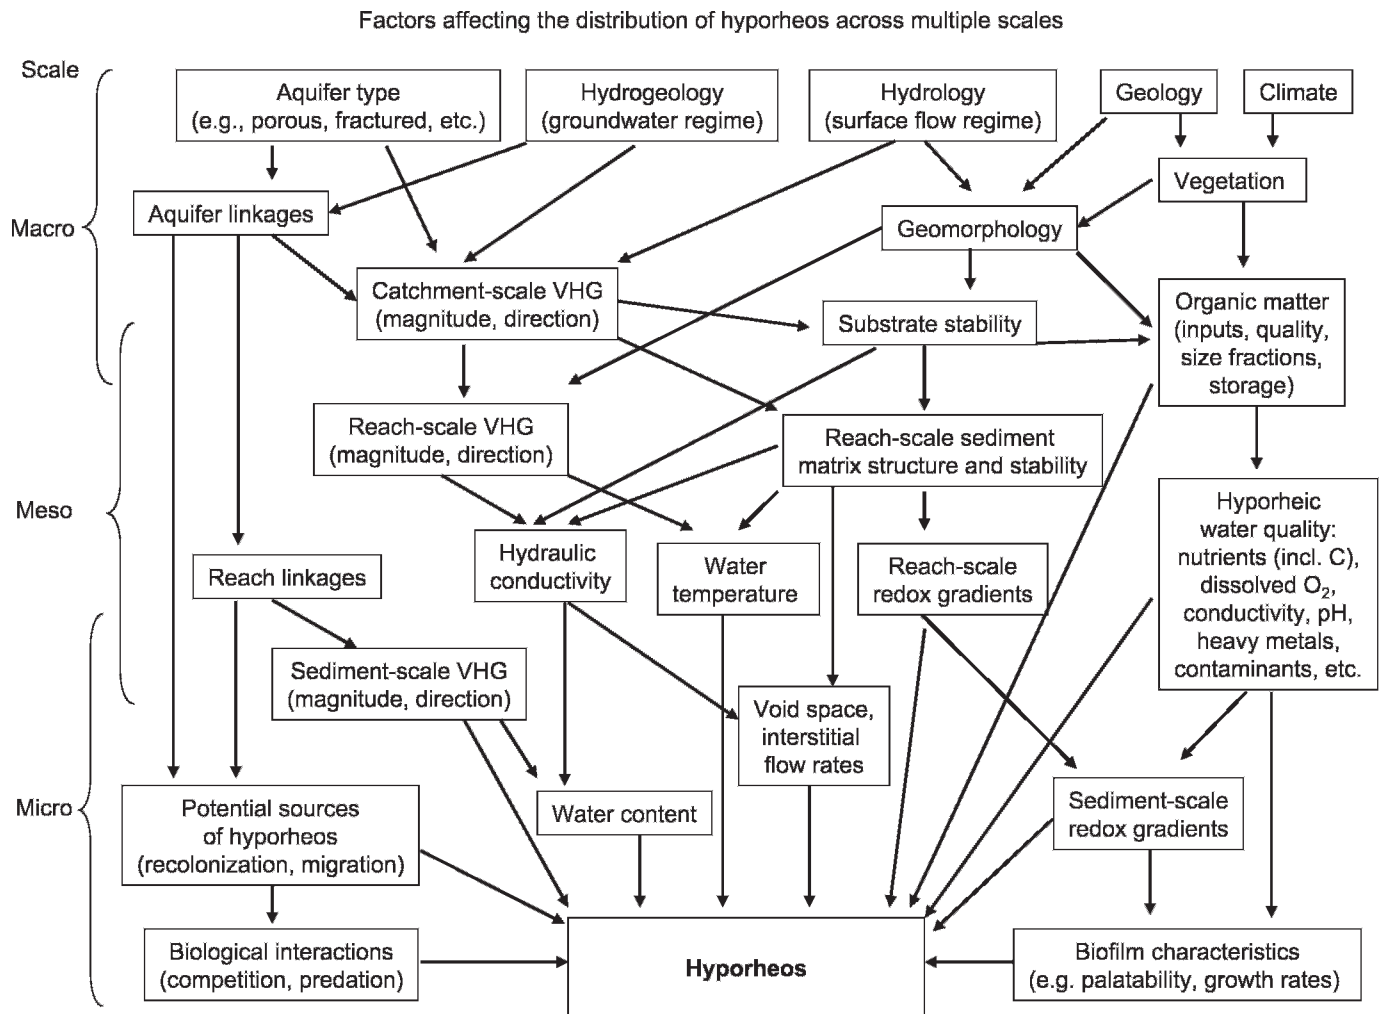 Factors affecting the distribution of hyporheos across multiple scales
Scale
Aquifer type
(e.g., porous, fractured, etc.)
Hydrogeology
(groundwater regime)
Hydrology
(surface flow regime)
Geology
Climate
Vegetation
Aquifer linkages
Macro
Geomorphology
Catchment-scale VHG
(magnitude, direction)
Substrate stability
Organic matter
(inputs, quality,
size fractions,
storage)
Reach-scale VHG
(magnitude, direction)
Reach-scale sediment
matrix structure and stability
Meso
Hyporheic
water quality:
nutrients (incl. C),
dissolved O₂,
conductivity, pH,
heavy metals,
contaminants, etc.
Reach linkages
Hydraulic
conductivity
Water
temperature
Reach-scale
redox gradients
Sediment-scale VHG
(magnitude, direction)
Void space,
interstitial
flow rates
Micro
Potential sources
of hyporheos
(recolonization, migration)
Water content
Sediment-scale
redox gradients
Biological interactions
(competition, predation)
Hyporheos
Biofilm characteristics
(e.g. palatability, growth rates)